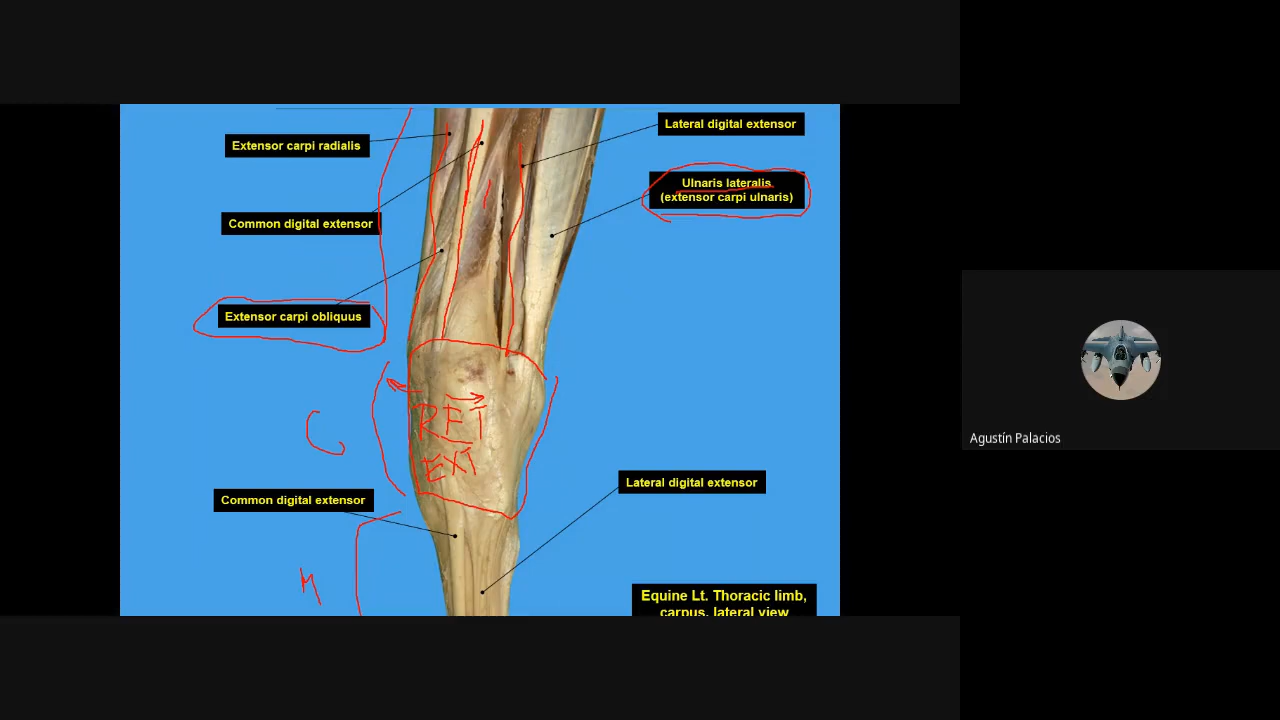 Lateral digital extensor
Extensor carpi radialis
Ulnaris lateralis
(extensor carpi ulnaris)
Common digital extensor
Extensor carpi obliquus
C
RET
EXT
Agustín Palacios
Lateral digital extensor
Common digital extensor
M
Equine Lt. Thoracic limb,
carpus, lateral view